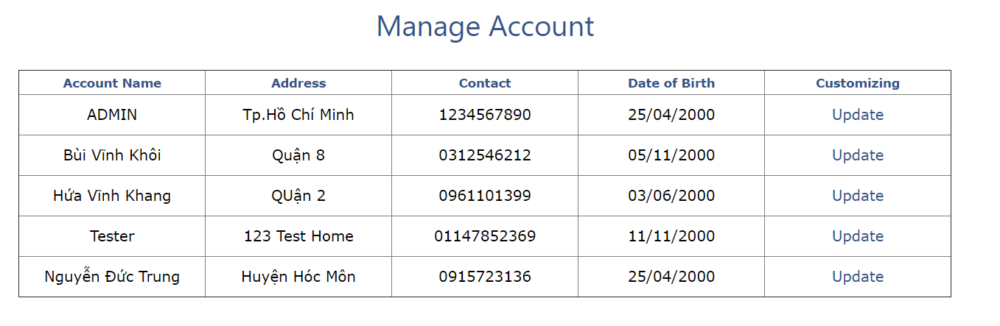 Manage Account
Account Name Address Contact Date of Birth Customizing
ADMIN Tp.Hồ Chí Minh 1234567890 25/04/2000 Update
Bùi Vĩnh Khôi Quận 8 0312546212 05/11/2000 Update
Hứa Vĩnh Khang QUận 2 0961101399 03/06/2000 Update
Tester 123 Test Home 01147852369 11/11/2000 Update
Nguyễn Đức Trung Huyện Hóc Môn 0915723136 25/04/2000 Update